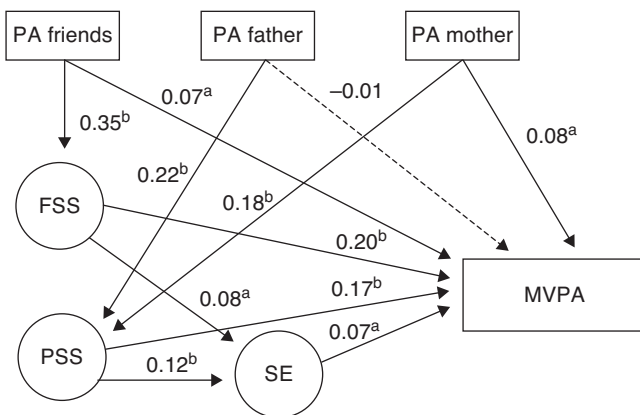 PA friends
PA father
PA mother
0.07ᵃ
−0.01
0.35ᵇ
0.08ᵃ
0.22ᵇ
0.18ᵇ
FSS
0.20ᵇ
0.08ᵃ
0.17ᵇ
MVPA
PSS
0.07ᵃ
0.12ᵇ
SE